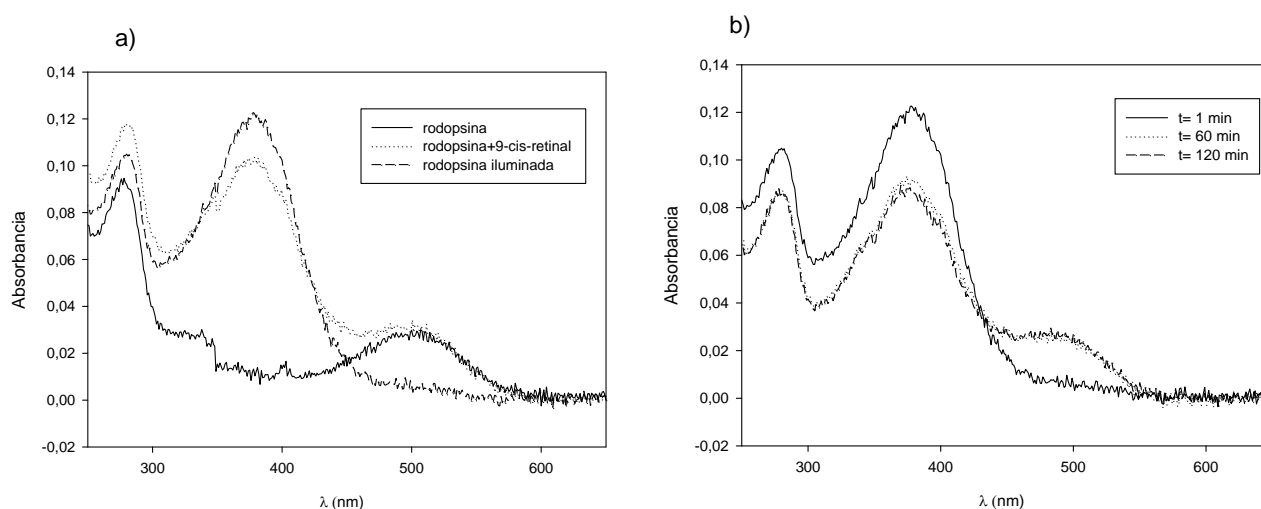 a)
0,14
0,12
0,10
0,08
0,06
0,04
0,02
0,00
-0,02
Absorbancia
rodopsina
rodopsina+9-cis-retinal
rodopsina iluminada
300
400
500
600
λ (nm)
b)
0,14
0,12
0,10
0,08
0,06
0,04
0,02
0,00
-0,02
Absorbancia
t= 1 min
t= 60 min
t= 120 min
300
400
500
600
λ (nm)